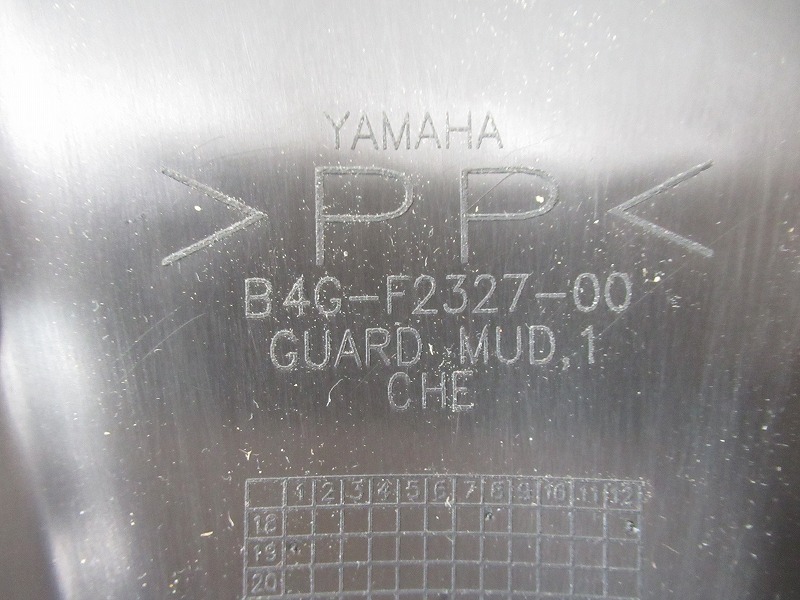 YAMAHA
>PP<
B4G-F2327-00
GUARD, MUD,1
CHE
1 2 3 4 5 6 7 8 9 10 11 12
18
19
20